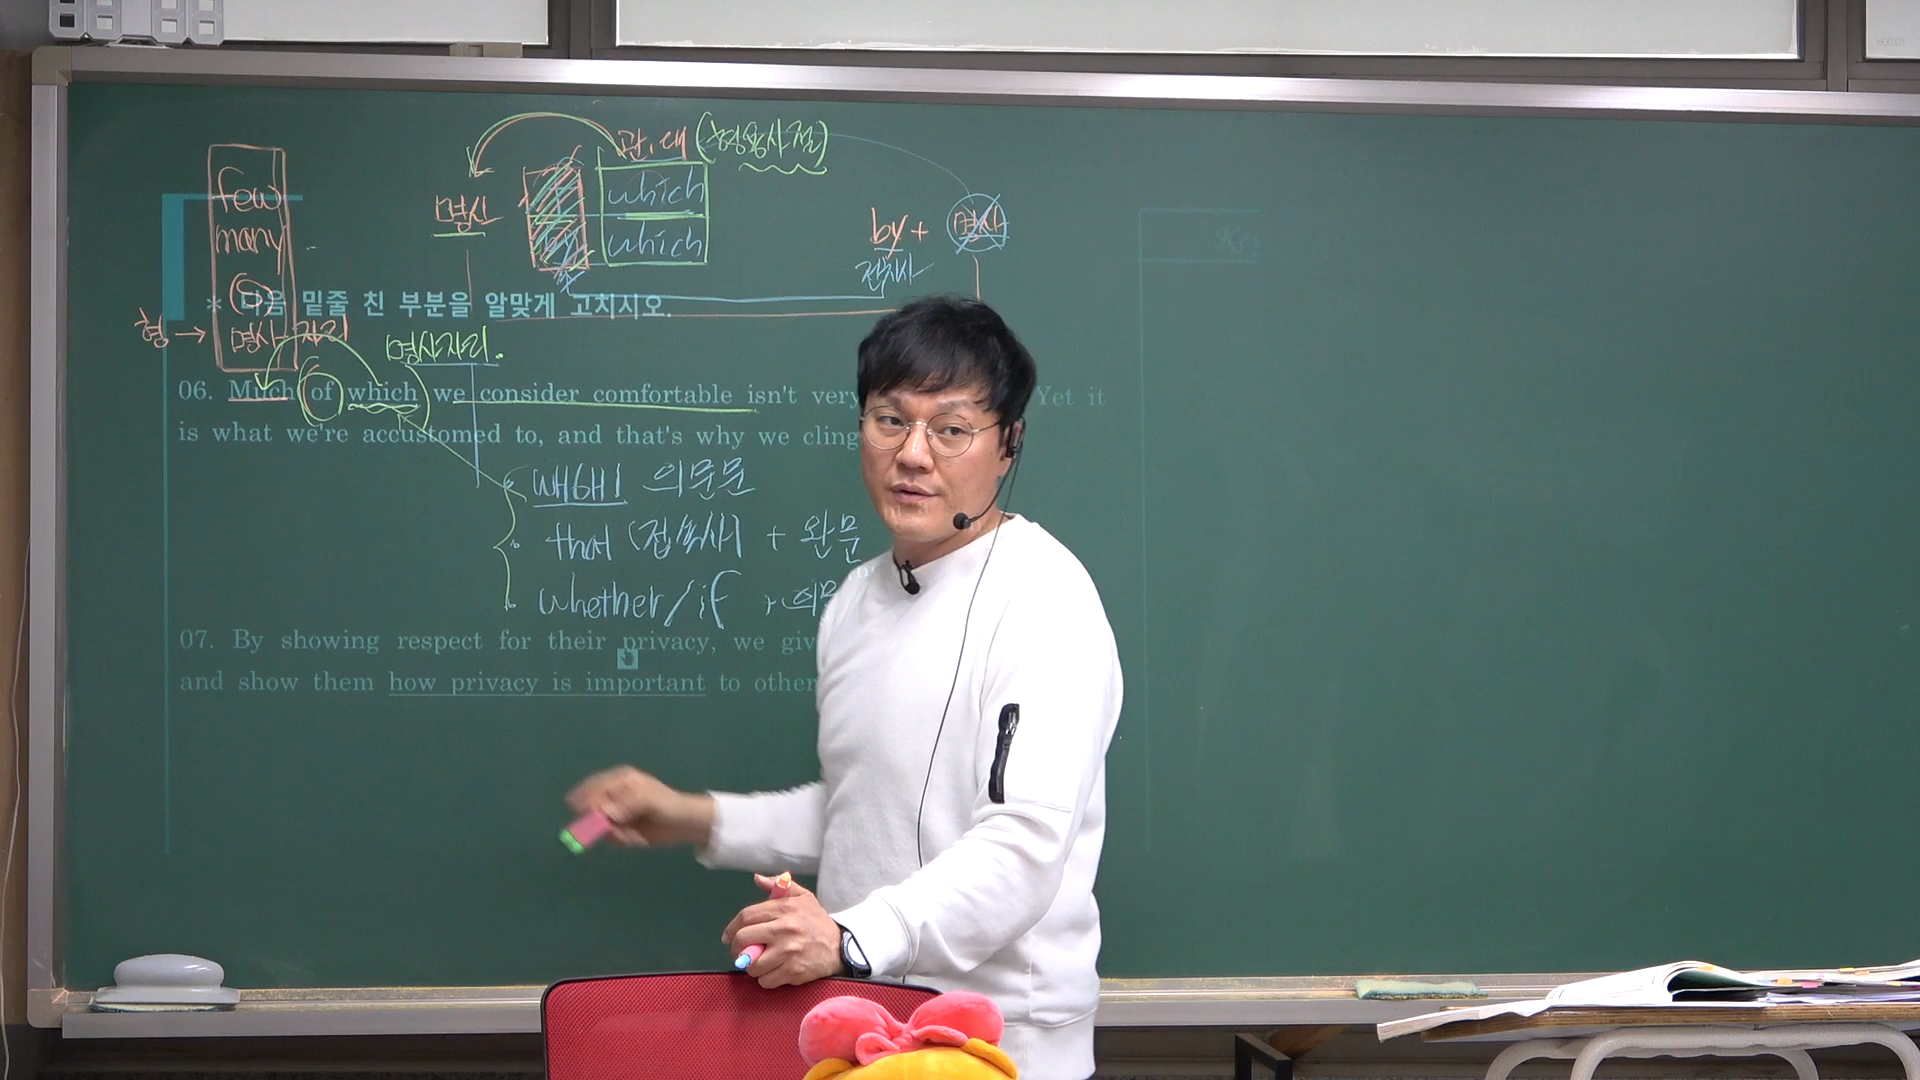 관.대 (형용사절)
few
many
명사
which
which
by + 명사
전치사
* 다음 밑줄 친 부분을 알맞게 고치시오.
형 → 명사 자리
명사자리.
06. Much of which we consider comfortable isn't very Yet it
is what we're accustomed to, and that's why we cling
WH6H1 의문문
that (접속사) + 완문
whether/if +
07. By showing respect for their privacy, we giv
and show them how privacy is important to other